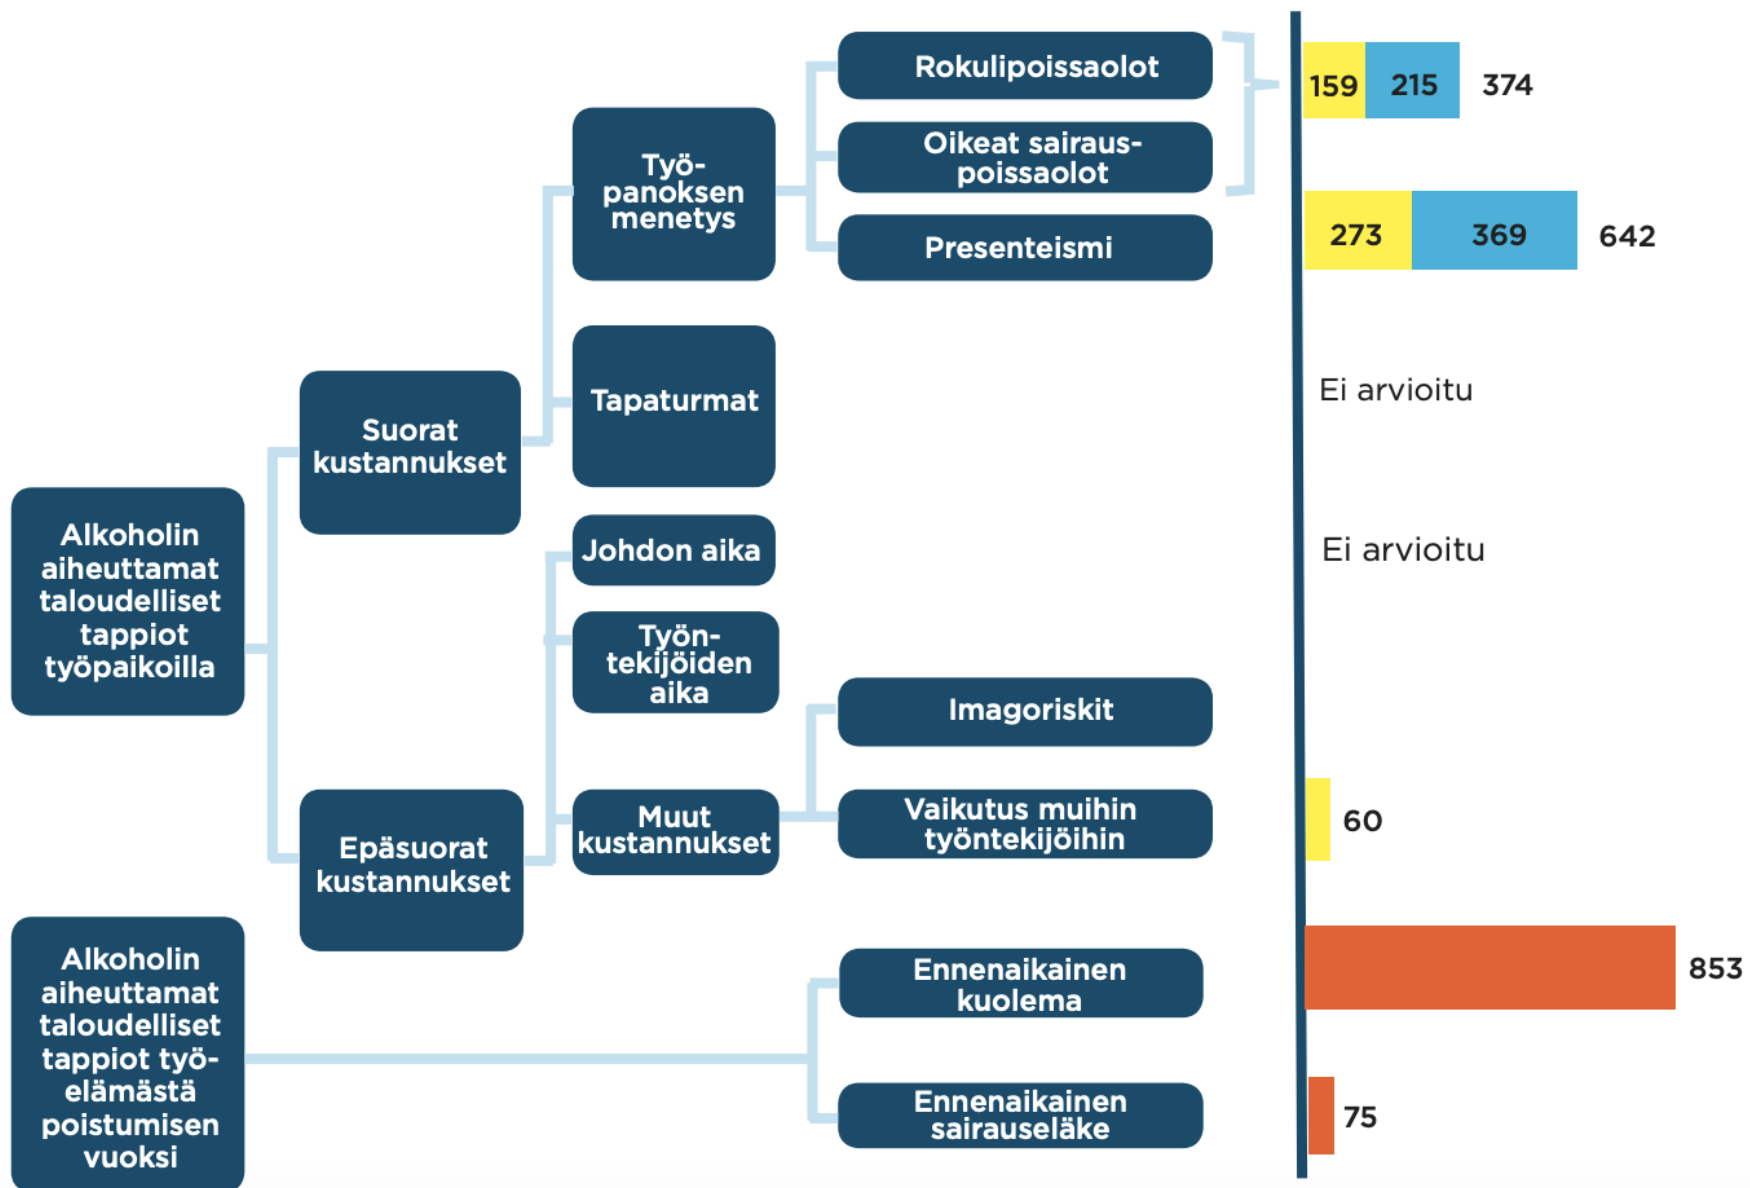 Rokulipoissaolot
159 215 374
Oikeat sairaus-
poissaolot
Työ-
panoksen
menetys
Presenteismi
273 369 642
Tapaturmat
Ei arvioitu
Suorat
kustannukset
Johdon aika
Ei arvioitu
Alkoholin
aiheuttamat
taloudelliset
tappiot
työpaikoilla
Työn-
tekijöiden
aika
Imagoriskit
Muut
kustannukset
Vaikutus muihin
työntekijöihin
60
Epäsuorat
kustannukset
Alkoholin
aiheuttamat
taloudelliset
tappiot työ-
elämästä
poistumisen
vuoksi
Ennenaikainen
kuolema
853
Ennenaikainen
sairauseläke
75